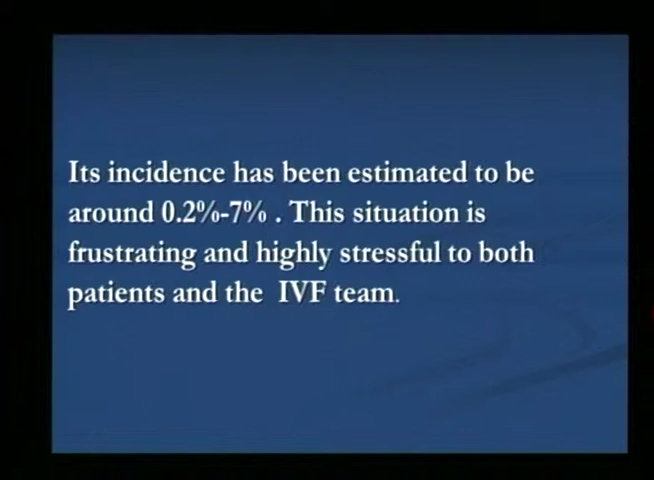 Its incidence has been estimated to be
around 0.2%-7% . This situation is
frustrating and highly stressful to both
patients and the IVF team.